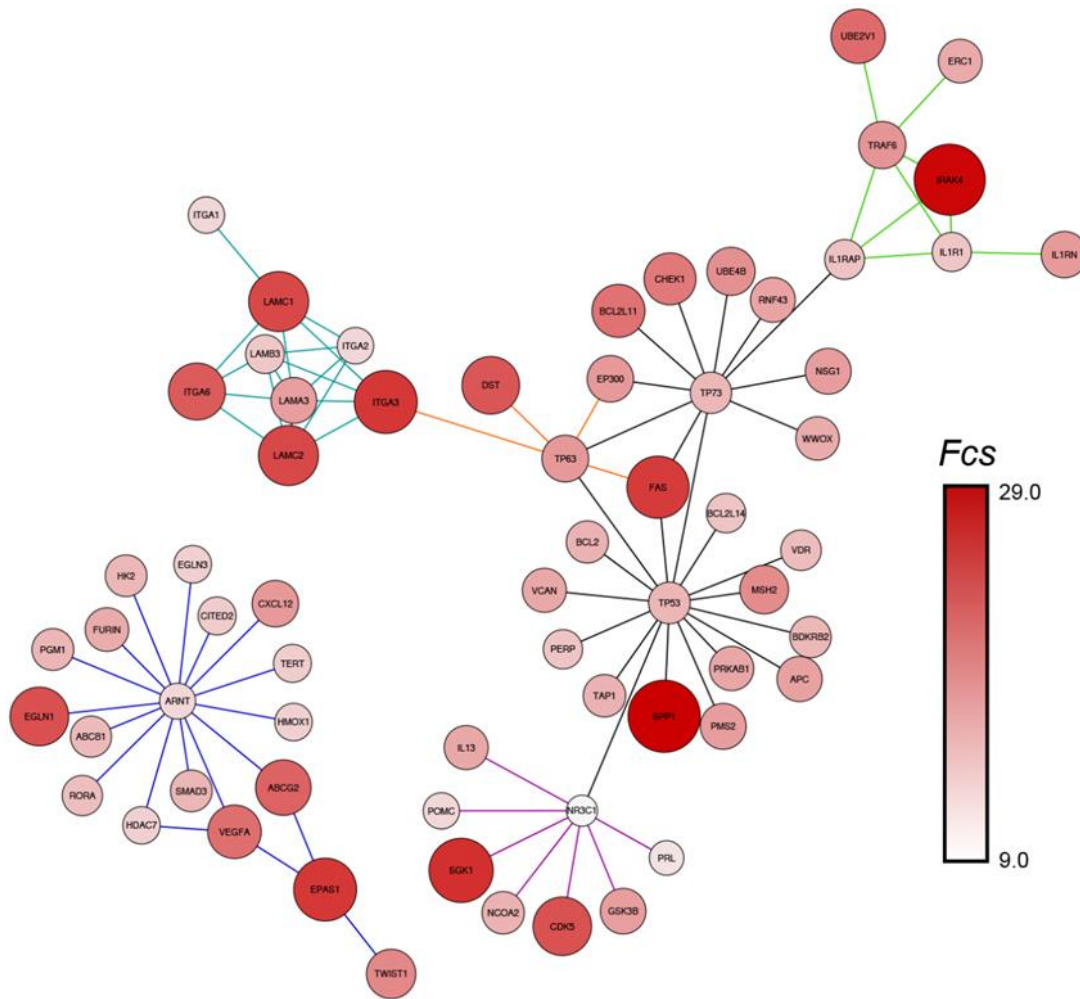 UBE2V1
ERC1
TRAF6
IRAK4
ITGA1
IL1RAP
IL1R1
IL1RN
CHEK1
UBE4B
RNF43
BCL2L11
LAMC1
LAMB3
ITGA2
ITGA6
LAMA3
ITGA3
DST
EP300
TP73
NSG1
WWOX
LAMC2
TP63
FAS
Fcs
29.0
9.0
BCL2L14
BCL2
VDR
VCAN
TP53
MSH2
PERP
BDKRB2
PRKAB1
APC
TAP1
SPP1
PMS2
HK2
EGLN3
CXCL12
FURIN
CITED2
PGM1
TERT
ARNT
EGLN1
ABCB1
HMOX1
RORA
SMAD3
ABCG2
HDAC7
VEGFA
EPAS1
TWIST1
IL13
POMC
NR3C1
SGK1
PRL
NCOA2
CDK5
GSK3B